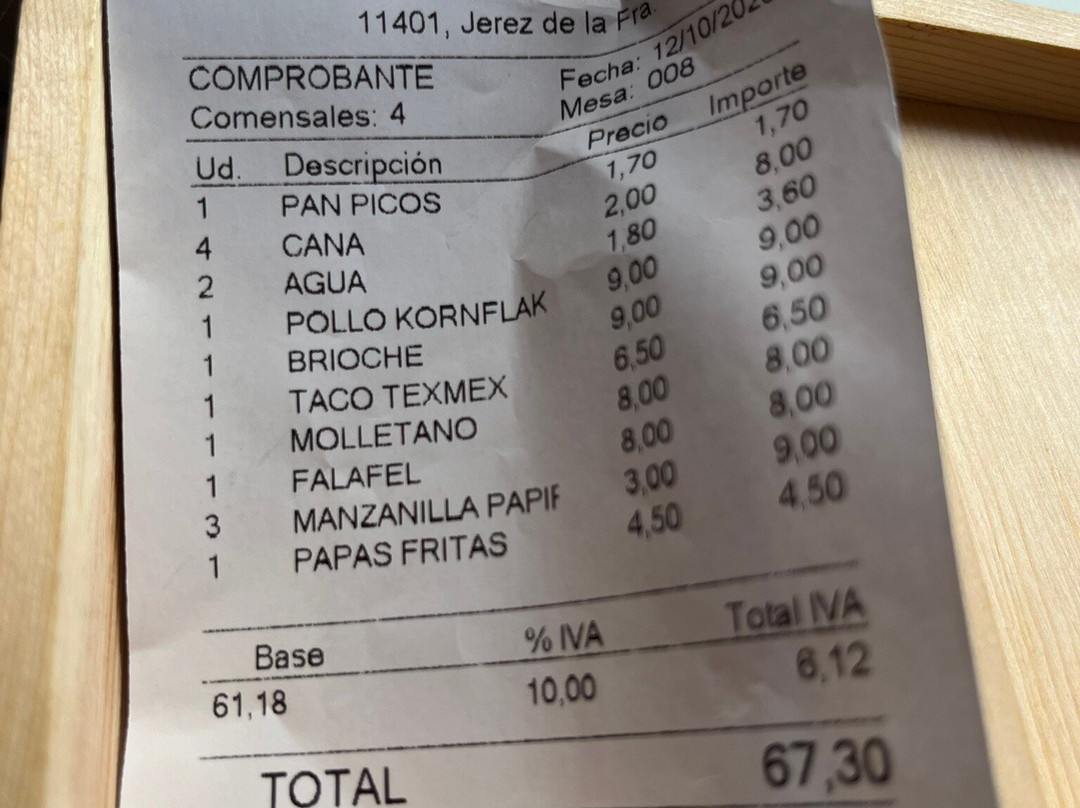 11401, Jerez de la Fra.
COMPROBANTE Fecha: 12/10/202
Comensales: 4 Mesa: 008
Ud. Descripción Precio Importe
1 PAN PICOS 1,70 1,70
4 CANA 2,00 8,00
2 AGUA 1,80 3,60
1 POLLO KORNFLAK 9,00 9,00
1 BRIOCHE 9,00 9,00
1 TACO TEXMEX 6,50 6,50
1 MOLLETANO 8,00 8,00
1 FALAFEL 8,00 8,00
3 MANZANILLA PAPIF 3,00 9,00
1 PAPAS FRITAS 4,50 4,50
Base % IVA Total IVA
61,18 10,00 6,12
TOTAL 67,30